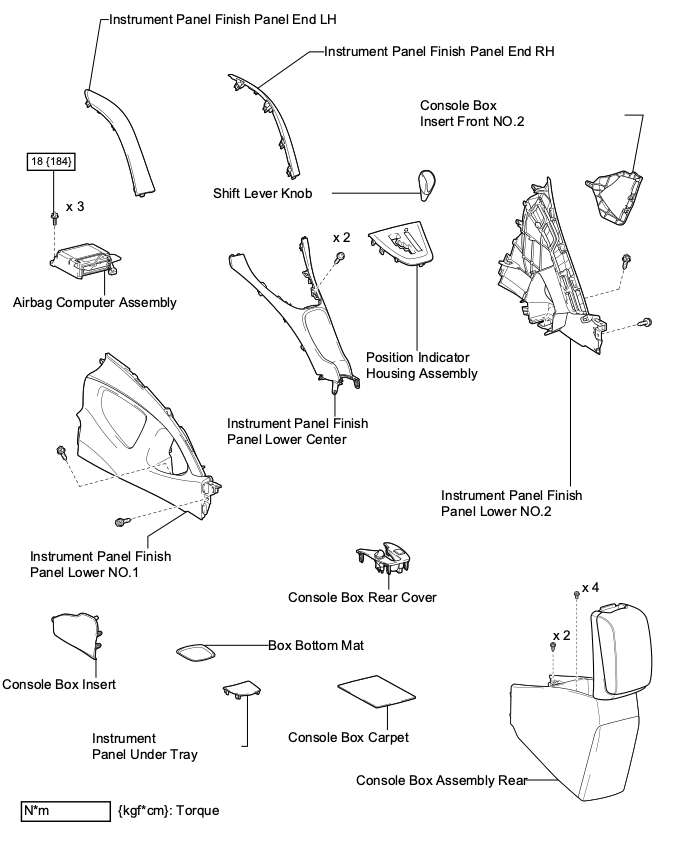 Instrument Panel Finish Panel End LH
Instrument Panel Finish Panel End RH
Console Box
Insert Front NO.2
18 {184}
x 3
Shift Lever Knob
x 2
Airbag Computer Assembly
Position Indicator
Housing Assembly
Instrument Panel Finish
Panel Lower Center
Instrument Panel Finish
Panel Lower NO.2
Instrument Panel Finish
Panel Lower NO.1
Console Box Rear Cover
x 4
x 2
Box Bottom Mat
Console Box Insert
Instrument
Panel Under Tray
Console Box Carpet
Console Box Assembly Rear
N*m {kgf*cm}: Torque